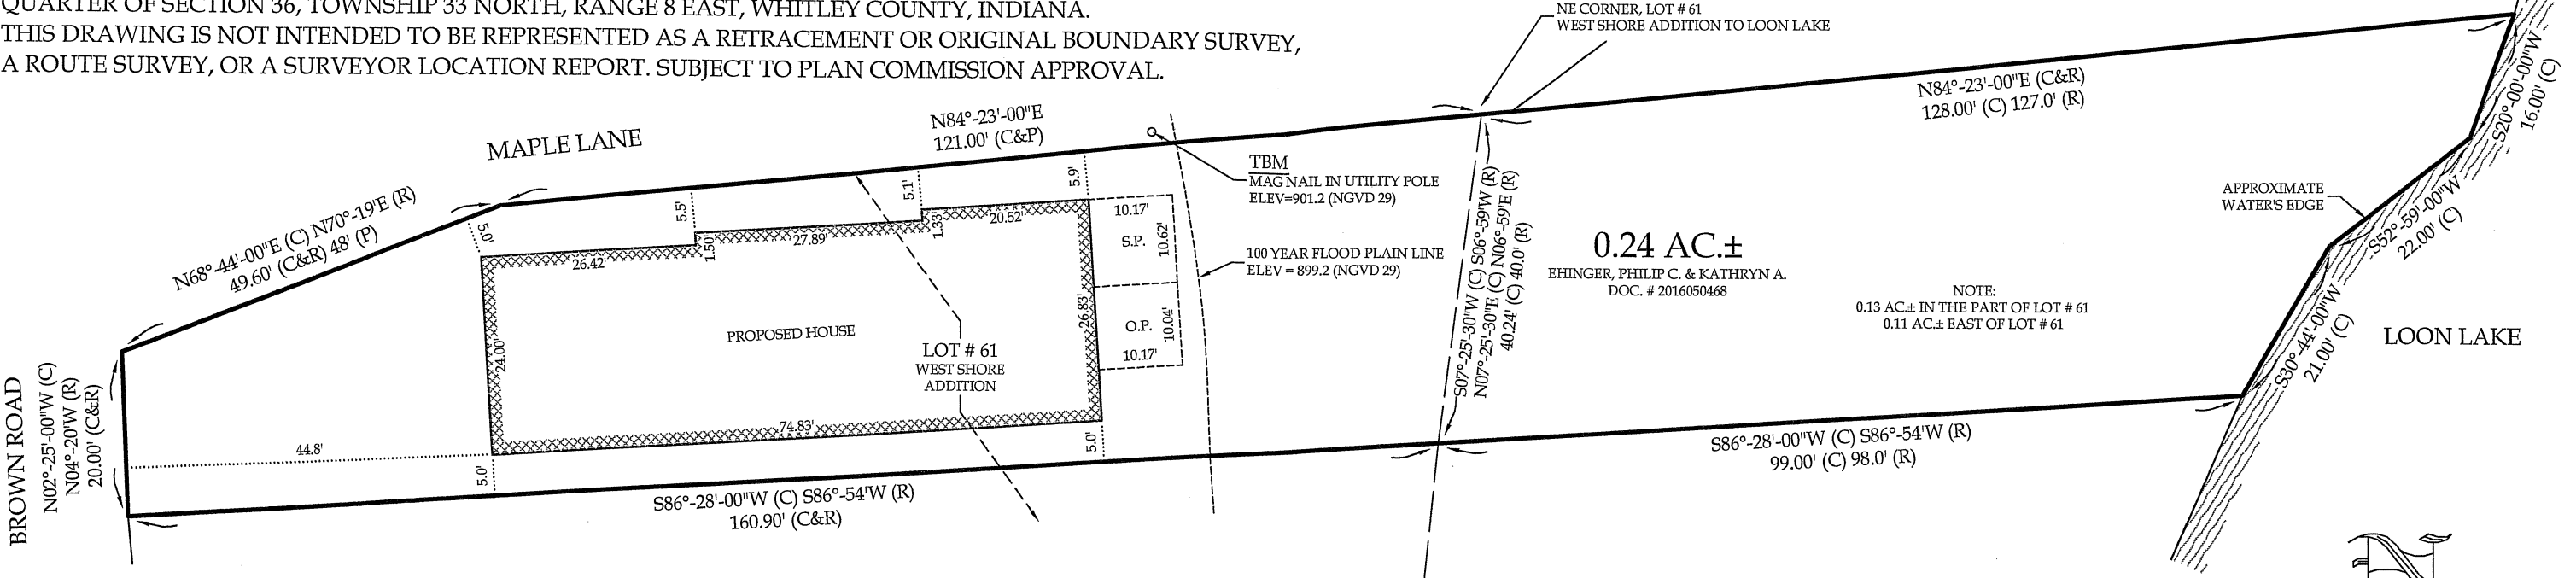 QUARTER OF SECTION 36, TOWNSHIP 33 NORTH, RANGE 8 EAST, WHITLEY COUNTY, INDIANA.
THIS DRAWING IS NOT INTENDED TO BE REPRESENTED AS A RETRACEMENT OR ORIGINAL BOUNDARY SURVEY,
A ROUTE SURVEY, OR A SURVEYOR LOCATION REPORT. SUBJECT TO PLAN COMMISSION APPROVAL.
NE CORNER, LOT # 61
WEST SHORE ADDITION TO LOON LAKE
MAPLE LANE
N84°-23'-00"E
121.00' (C&P)
N84°-23'-00"E (C&R)
128.00' (C) 127.0' (R)
S20°-00'-00"W
16.00' (C)
TBM
MAG NAIL IN UTILITY POLE
ELEV=901.2 (NGVD 29)
100 YEAR FLOOD PLAIN LINE
ELEV = 899.2 (NGVD 29)
N68°-44'-00"E (C) N70°-19'E (R)
49.60' (C&R) 48' (P)
5.0'
5.5'
5.1'
5.9'
26.42'
1.50'
27.89'
1.33'
20.52'
10.17'
S.P.
10.62'
O.P.
10.04'
10.17'
26.83'
24.00'
PROPOSED HOUSE
LOT # 61
WEST SHORE
ADDITION
74.83'
44.8'
5.0'
5.0'
S07°-25'-30"W (C) S06°-59'W (R)
N07°-25'-30"E (C) N06°-59'E (R)
40.24' (C) 40.0' (R)
0.24 AC.±
EHINGER, PHILIP C. & KATHRYN A.
DOC. # 2016050468
NOTE:
0.13 AC.± IN THE PART OF LOT # 61
0.11 AC.± EAST OF LOT # 61
APPROXIMATE
WATER'S EDGE
S52°-59'-00"W
22.00' (C)
S30°-44'-00"W
21.00' (C)
LOON LAKE
BROWN ROAD
N02°-25'-00"W (C)
N04°-20'W (R)
20.00' (C&R)
S86°-28'-00"W (C) S86°-54'W (R)
160.90' (C&R)
S86°-28'-00"W (C) S86°-54'W (R)
99.00' (C) 98.0' (R)
N